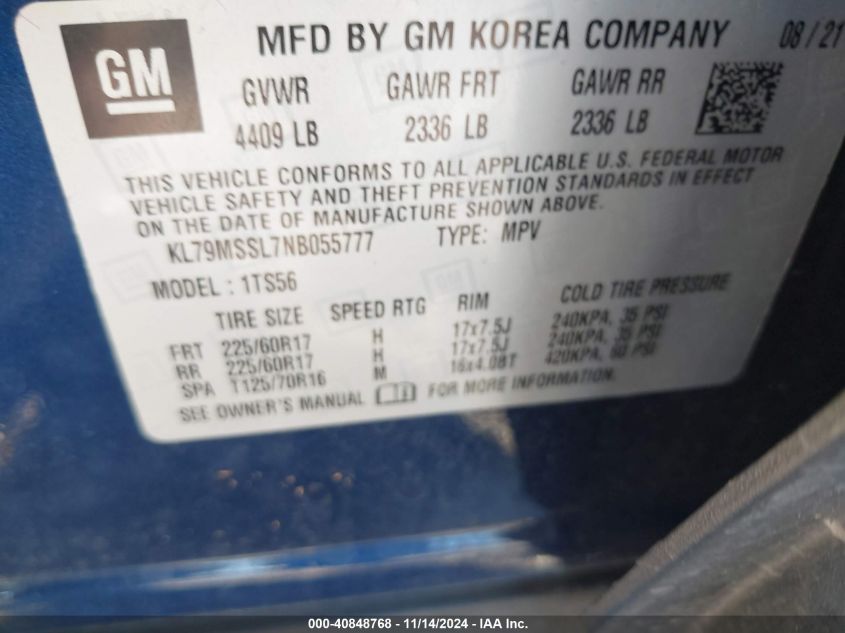 GM
MFD BY GM KOREA COMPANY 08/21
GVWR GAWR FRT GAWR RR
4409 LB 2336 LB 2336 LB
THIS VEHICLE CONFORMS TO ALL APPLICABLE U.S. FEDERAL MOTOR
VEHICLE SAFETY AND THEFT PREVENTION STANDARDS IN EFFECT
ON THE DATE OF MANUFACTURE SHOWN ABOVE.
KL79MSSL7NB055777 TYPE: MPV
MODEL: 1TS56
TIRE SIZE SPEED RTG RIM COLD TIRE PRESSURE
FRT 225/60R17 H 17x7.5J 240KPA, 35 PSI
RR 225/60R17 H 17x7.5J 240KPA, 35 PSI
SPA T125/70R16 M 16x4.0BT 420KPA, 60 PSI
SEE OWNER'S MANUAL FOR MORE INFORMATION.
000-40848768 - 11/14/2024 - IAA Inc.